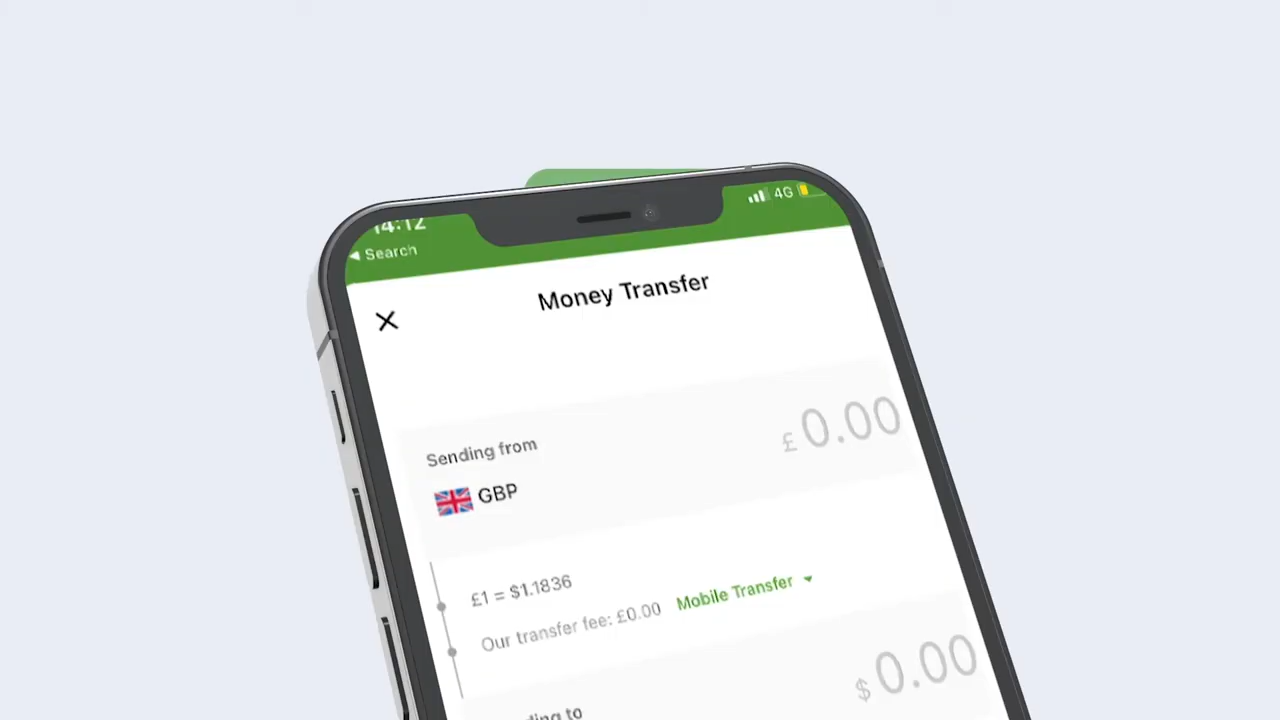 14:12
4G
◀ Search
Money Transfer
Sending from
£ 0.00
GBP
£1 = $1.1836
Our transfer fee: £0.00 Mobile Transfer
$ 0.00
to